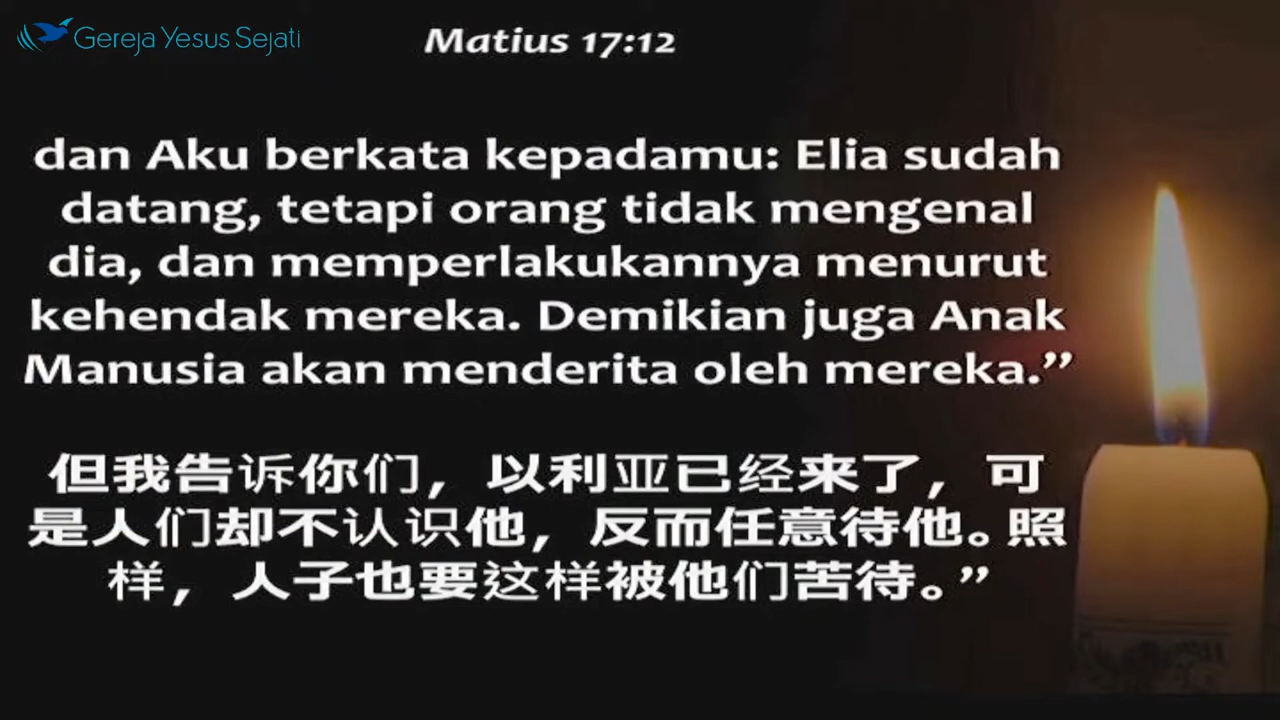 Gereja Yesus Sejati
Matius 17:12
dan Aku berkata kepadamu: Elia sudah
datang, tetapi orang tidak mengenal
dia, dan memperlakukannya menurut
kehendak mereka. Demikian juga Anak
Manusia akan menderita oleh mereka.”
但我告诉你们，以利亚已经来了，可
是人们却不认识他，反而任意待他。照
样，人子也要这样被他们苦待。”